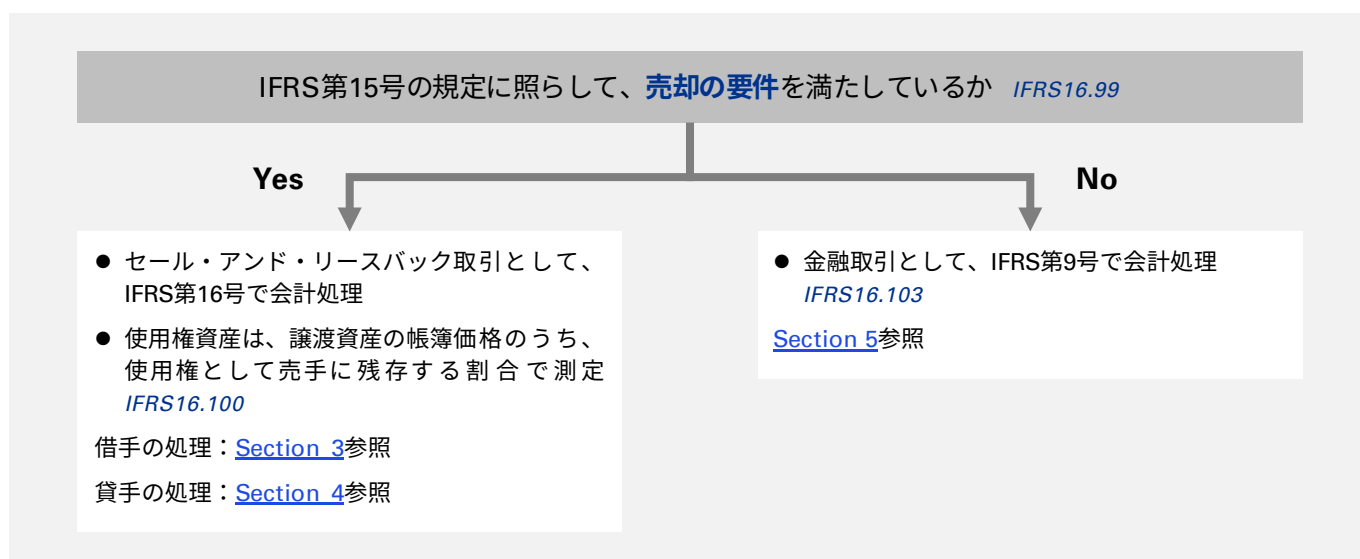 IFRS第15号の規定に照らして、売却の要件を満たしているか IFRS16.99
Yes
No
● セール・アンド・リースバック取引として、
IFRS第16号で会計処理
● 使用権資産は、譲渡資産の帳簿価格のうち、
使用権として売手に残存する割合で測定
IFRS16.100
借手の処理：Section 3参照
貸手の処理：Section 4参照
● 金融取引として、IFRS第9号で会計処理
IFRS16.103
Section 5参照